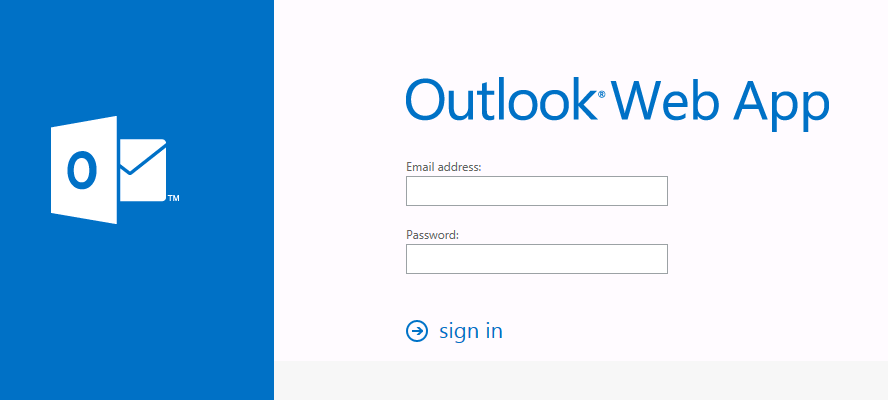 Outlook® Web App
O
TM
Email address:
Password:
sign in